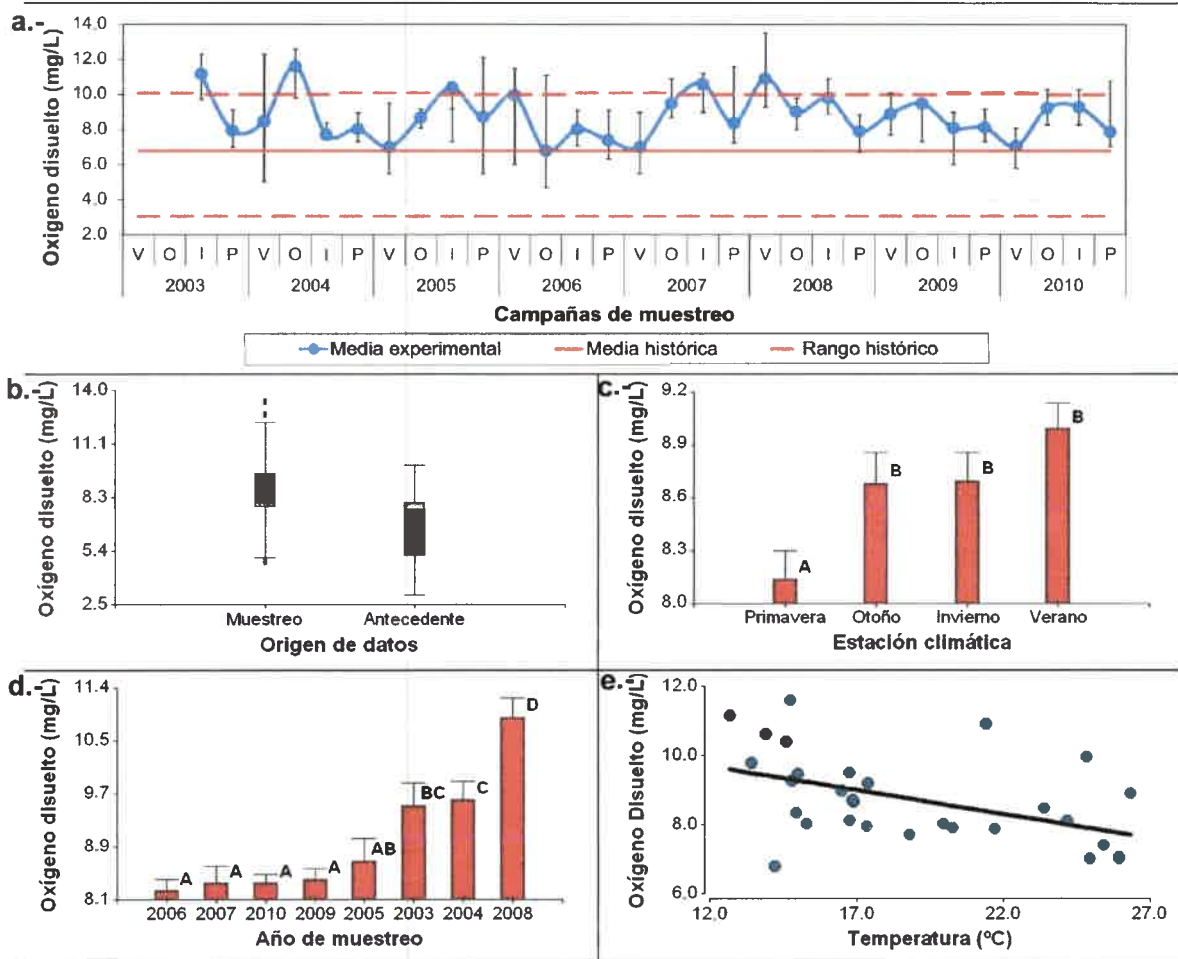 a.-
Oxígeno disuelto (mg/L)
14.0
12.0
10.0
8.0
6.0
4.0
2.0
V O I P V O I P V O I P V O I P V O I P V O I P V O I P V O I P
2003 2004 2005 2006 2007 2008 2009 2010
Campañas de muestreo
Media experimental Media histórica Rango histórico
b.-
Oxígeno disuelto (mg/L)
14.0
11.1
8.3
5.4
2.5
Muestreo Antecedente
Origen de datos
c.-
Oxígeno disuelto (mg/L)
9.2
8.9
8.6
8.3
8.0
A B B B
Primavera Otoño Invierno Verano
Estación climática
d.-
Oxígeno disuelto (mg/L)
11.4
10.5
9.7
8.9
8.1
A A A A AB BC C D
2006 2007 2010 2009 2005 2003 2004 2008
Año de muestreo
e.-
Oxígeno Disuelto (mg/L)
12.0
10.0
8.0
6.0
12.0 17.0 22.0 27.0
Temperatura (ºC)